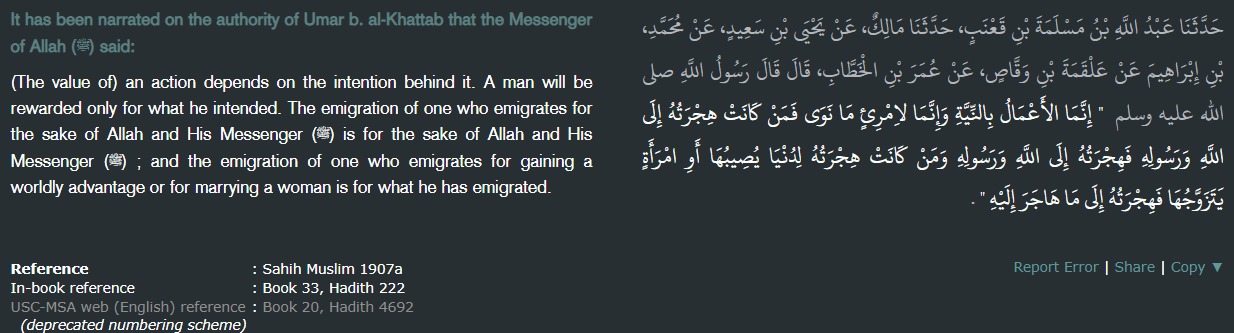 It has been narrated on the authority of Umar b. al-Khattab that the Messenger
of Allah (ﷺ) said:
(The value of) an action depends on the intention behind it. A man will be
rewarded only for what he intended. The emigration of one who emigrates for
the sake of Allah and His Messenger (ﷺ) is for the sake of Allah and His
Messenger (ﷺ) ; and the emigration of one who emigrates for gaining a
worldly advantage or for marrying a woman is for what he has emigrated.
حَدَّثَنَا عَبْدُ اللَّهِ بْنُ مَسْلَمَةَ بْنِ قَعْنَبٍ، حَدَّثَنَا مَالِكٌ، عَنْ يَحْيَى بْنِ سَعِيدٍ، عَنْ مُحَمَّدِ،
بْنِ إِبْرَاهِيمَ عَنْ عَلْقَمَةَ بْنِ وَقَّاصٍ، عَنْ عُمَرَ بْنِ الْخَطَّابِ، قَالَ قَالَ رَسُولُ اللَّهِ صلى
الله عليه وسلم ‏ "‏ إِنَّمَا الأَعْمَالُ بِالنِّيَّةِ وَإِنَّمَا لاِمْرِئٍ مَا نَوَى فَمَنْ كَانَتْ هِجْرَتُهُ إِلَى
اللَّهِ وَرَسُولِهِ فَهِجْرَتُهُ إِلَى اللَّهِ وَرَسُولِهِ وَمَنْ كَانَتْ هِجْرَتُهُ لِدُنْيَا يُصِيبُهَا أَوِ امْرَأَةٍ
يَتَزَوَّجُهَا فَهِجْرَتُهُ إِلَى مَا هَاجَرَ إِلَيْهِ ‏"‏ ‏.‏
Reference : Sahih Muslim 1907a
In-book reference : Book 33, Hadith 222
USC-MSA web (English) reference : Book 20, Hadith 4692
(deprecated numbering scheme)
Report Error | Share | Copy ▼